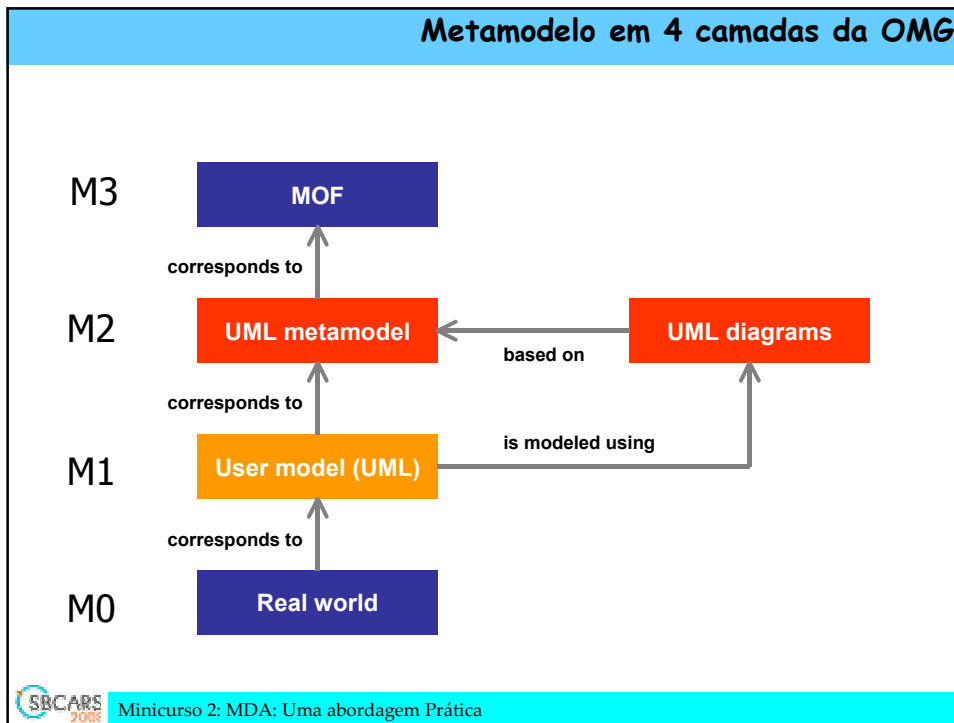 Metamodelo em 4 camadas da OMG
M3
MOF
corresponds to
M2
UML metamodel
UML diagrams
based on
corresponds to
is modeled using
M1
User model (UML)
corresponds to
M0
Real world
SBCARS
2008
Minicurso 2: MDA: Uma abordagem Prática